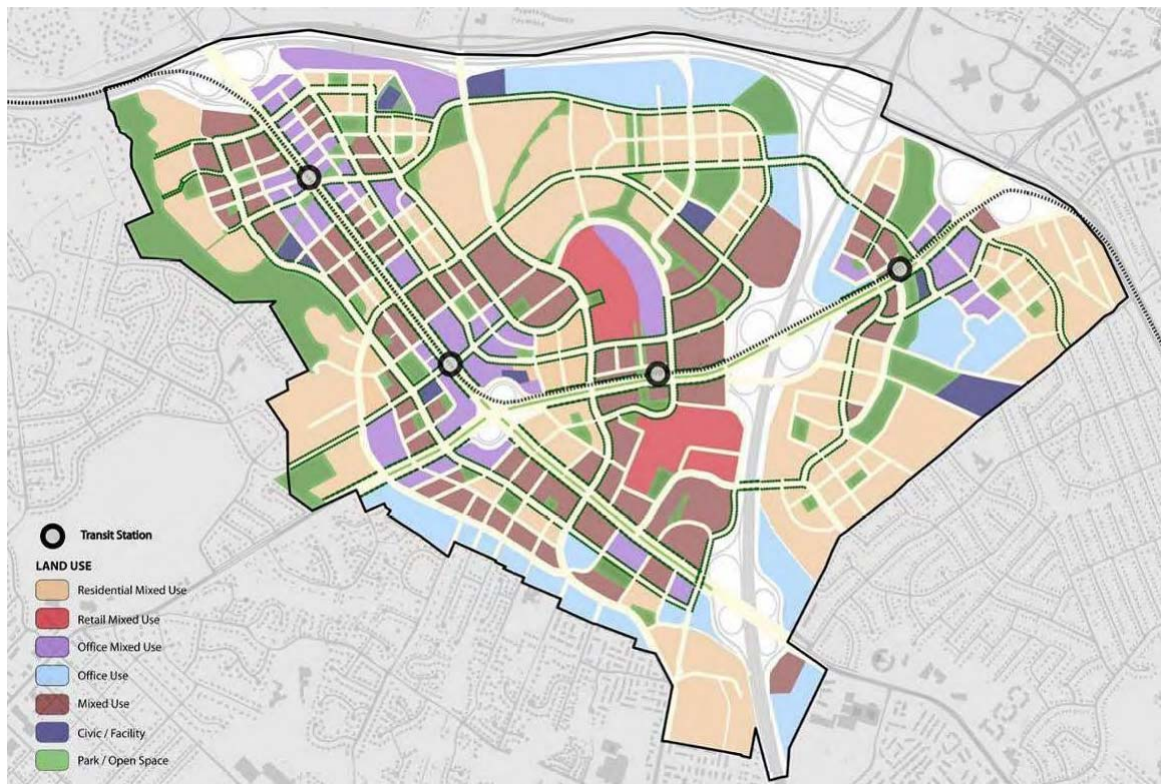 Transit Station
LAND USE
Residential Mixed Use
Retail Mixed Use
Office Mixed Use
Office Use
Mixed Use
Civic / Facility
Park / Open Space